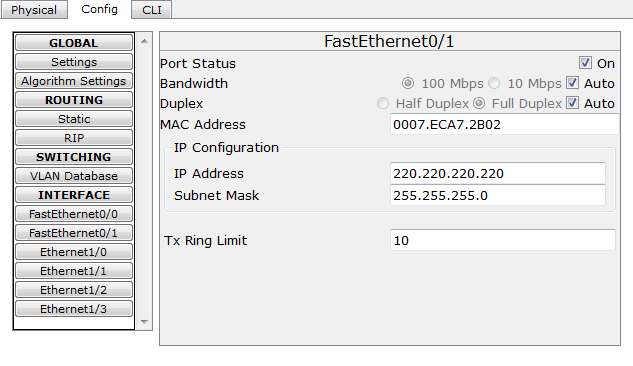 Physical Config CLI
GLOBAL
Settings
Algorithm Settings
ROUTING
Static
RIP
SWITCHING
VLAN Database
INTERFACE
FastEthernet0/0
FastEthernet0/1
Ethernet1/0
Ethernet1/1
Ethernet1/2
Ethernet1/3
FastEthernet0/1
Port Status On
Bandwidth 100 Mbps 10 Mbps Auto
Duplex Half Duplex Full Duplex Auto
MAC Address 0007.ECA7.2B02
IP Configuration
IP Address 220.220.220.220
Subnet Mask 255.255.255.0
Tx Ring Limit 10